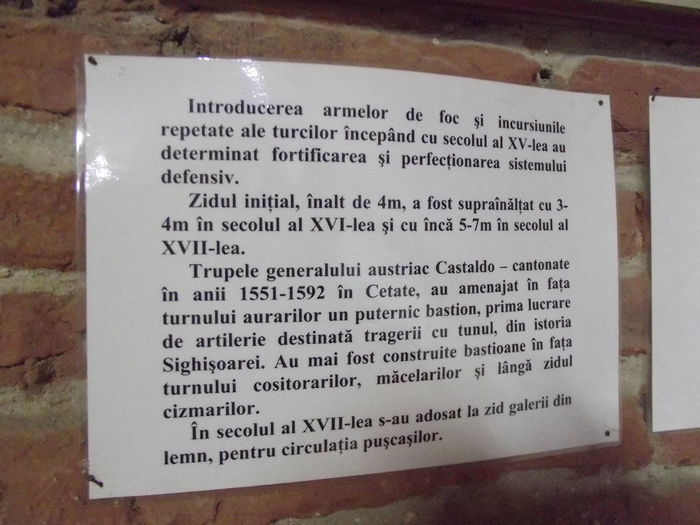 Introducerea armelor de foc şi incursiunile
repetate ale turcilor începând cu secolul al XV-lea au
determinat fortificarea şi perfecţionarea sistemului
defensiv.
Zidul iniţial, înalt de 4m, a fost supraînălţat cu 3-
4m în secolul al XVI-lea şi cu încă 5-7m în secolul al
XVII-lea.
Trupele generalului austriac Castaldo – cantonate
în anii 1551-1592 în Cetate, au amenajat în faţa
turnului aurarilor un puternic bastion, prima lucrare
de artilerie destinată tragerii cu tunul, din istoria
Sighişoarei. Au mai fost construite bastioane în faţa
turnului cositorarilor, măcelarilor şi lângă zidul
cizmarilor.
În secolul al XVII-lea s-au adosat la zid galerii din
lemn, pentru circulaţia puşcaşilor.